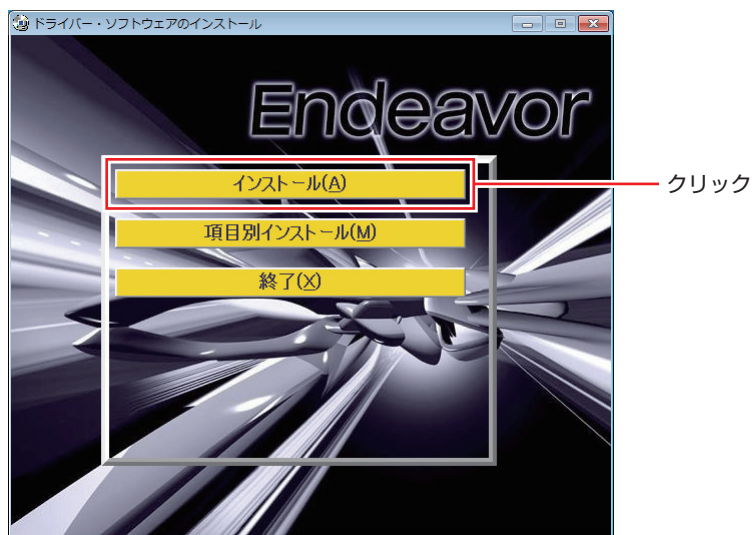 ドライバー・ソフトウェアのインストール
Endeavor
インストール(A)
クリック
項目別インストール(M)
終了(X)